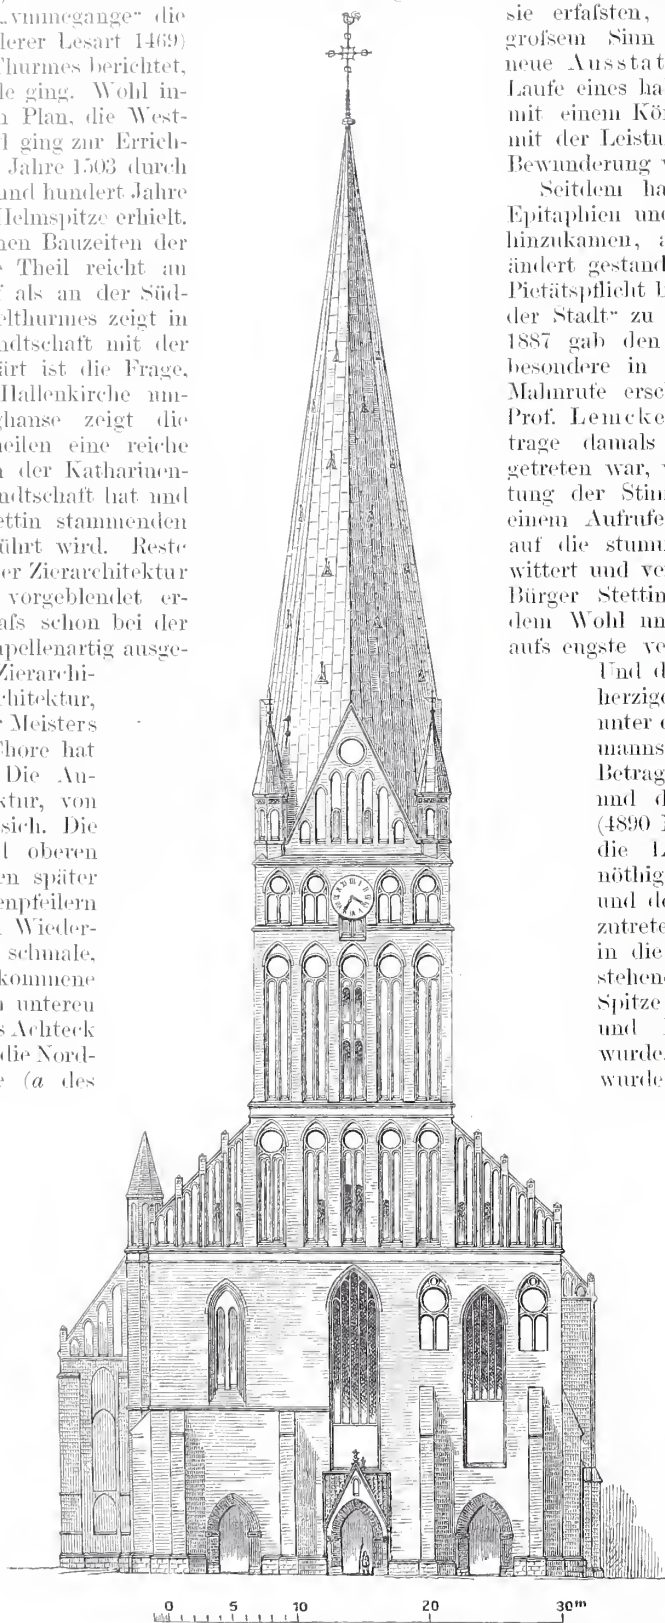 „ymmegange“ die
lerer Lesart 1469)
Thurmes berichtet,
le ging. Wohl in-
n Plan, die West-
d ging zur Errich-
Jahre 1503 durch
und hundert Jahre
Helmspitze erhielt.
nen Bauzeiten der
e Theil reicht an
f als an der Süd-
elthurmes zeigt in
ndtschaft mit der
ärt ist die Frage,
Hallenkirche um-
ghanse zeigt die
heilen eine reiche
n der Katharinen-
ndtschaft hat und
ettin stammenden
ührt wird. Reste
er Zierarchitektur
vorgeblendet er-
afs schon bei der
apellenartig ausge-
Zierarchi-
chitektur,
r Meisters
Chore hat
Die Au-
ktur, von
sich. Die
l oberen
en später
enpfeilern
Wieder-
schmale,
kommene
n unteren
s Achteck
die Nord-
e (a des
sie erfafsten,
grofsem Sinn
neue Ausstat
Laufe eines ha
mit einem Kön
mit der Leistu
Bewunderung v
Seitdem ha
Epitaphien und
hinzukamen, a
ändert gestand
Pietätspflicht l
der Stadt“ zu
1887 gab den
besondere in
Mahnrufe ersc
Prof. Lemcke
trage damals
getreten war, v
tung der Stim
einem Aufrufe
auf die stumm
wittert und ve
Bürger Stettin
dem Wohl un
aufs engste ve
Und d
herzige
unter d
manns
Betrag
und d
(4890
die L
nöthig
und de
zutrete
in die
stehend
Spitze
und
wurde.
wurde
0 5 10 20 30m